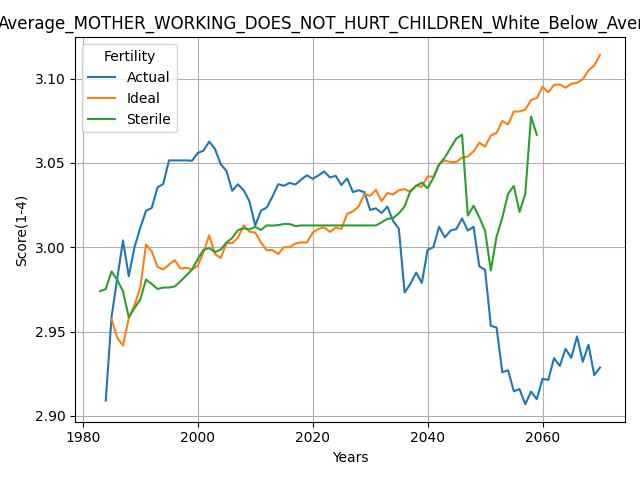 Average_MOTHER_WORKING_DOES_NOT_HURT_CHILDREN_White_Below_Aver
Fertility
Actual
Ideal
Sterile
3.10
3.05
3.00
2.95
2.90
Score(1-4)
1980
2000
2020
2040
2060
Years